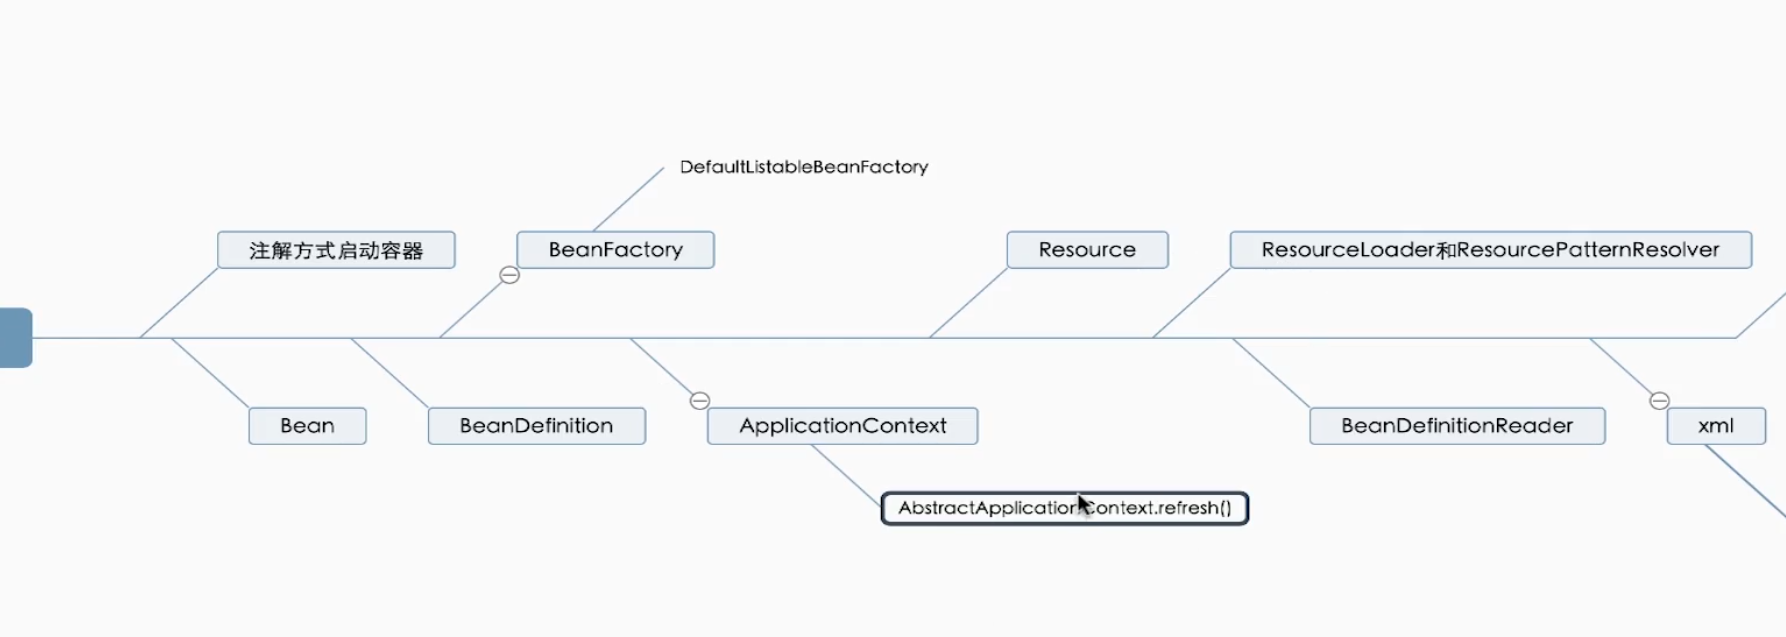 DefaultListableBeanFactory
注解方式启动容器
BeanFactory
Resource
ResourceLoader和ResourcePatternResolver
Bean
BeanDefinition
ApplicationContext
BeanDefinitionReader
xml
AbstractApplicationContext.refresh()